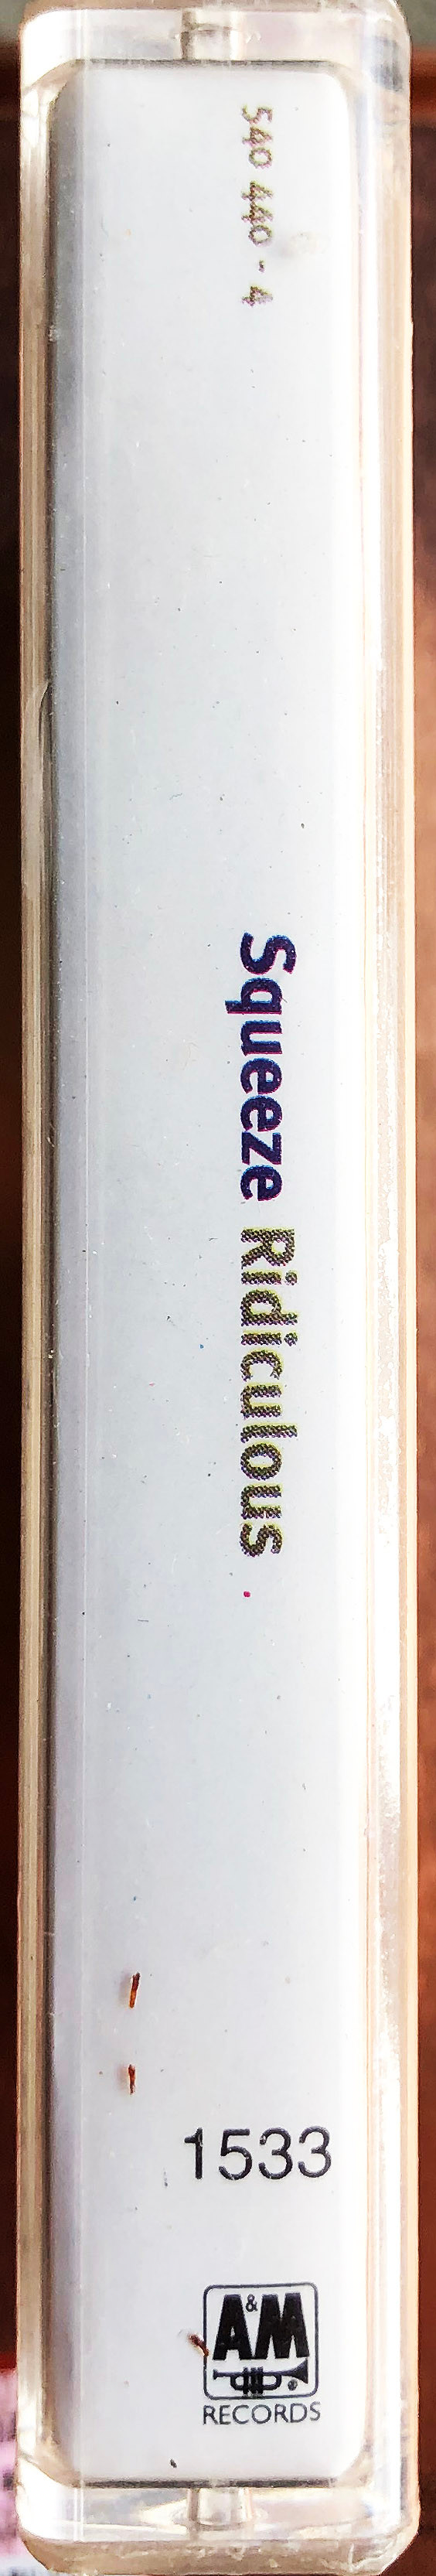 540 440 - 4
Squeeze Ridiculous
1533
A&M
RECORDS